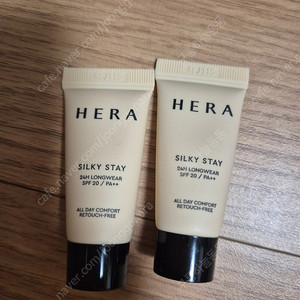 HERA
SILKY STAY
24H LONGWEAR
SPF 20 / PA++
ALL DAY COMFORT
RETOUCH-FREE
HERA
SILKY STAY
24H LONGWEAR
SPF 20 / PA++
ALL DAY COMFORT
RETOUCH-FREE